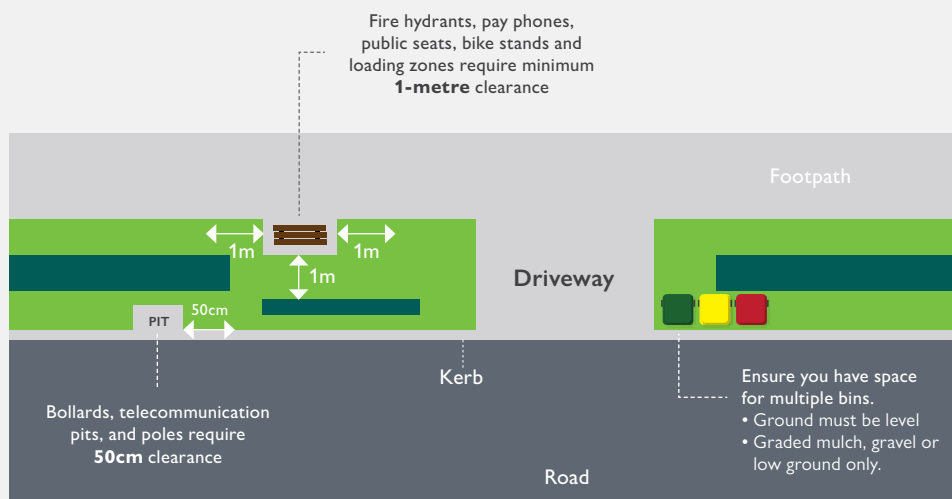 Fire hydrants, pay phones,
public seats, bike stands and
loading zones require minimum
1-metre clearance
Footpath
1m
1m
1m
Driveway
50cm
PIT
Kerb
Ensure you have space
for multiple bins.
• Ground must be level
• Graded mulch, gravel or
low ground only.
Bollards, telecommunication
pits, and poles require
50cm clearance
Road